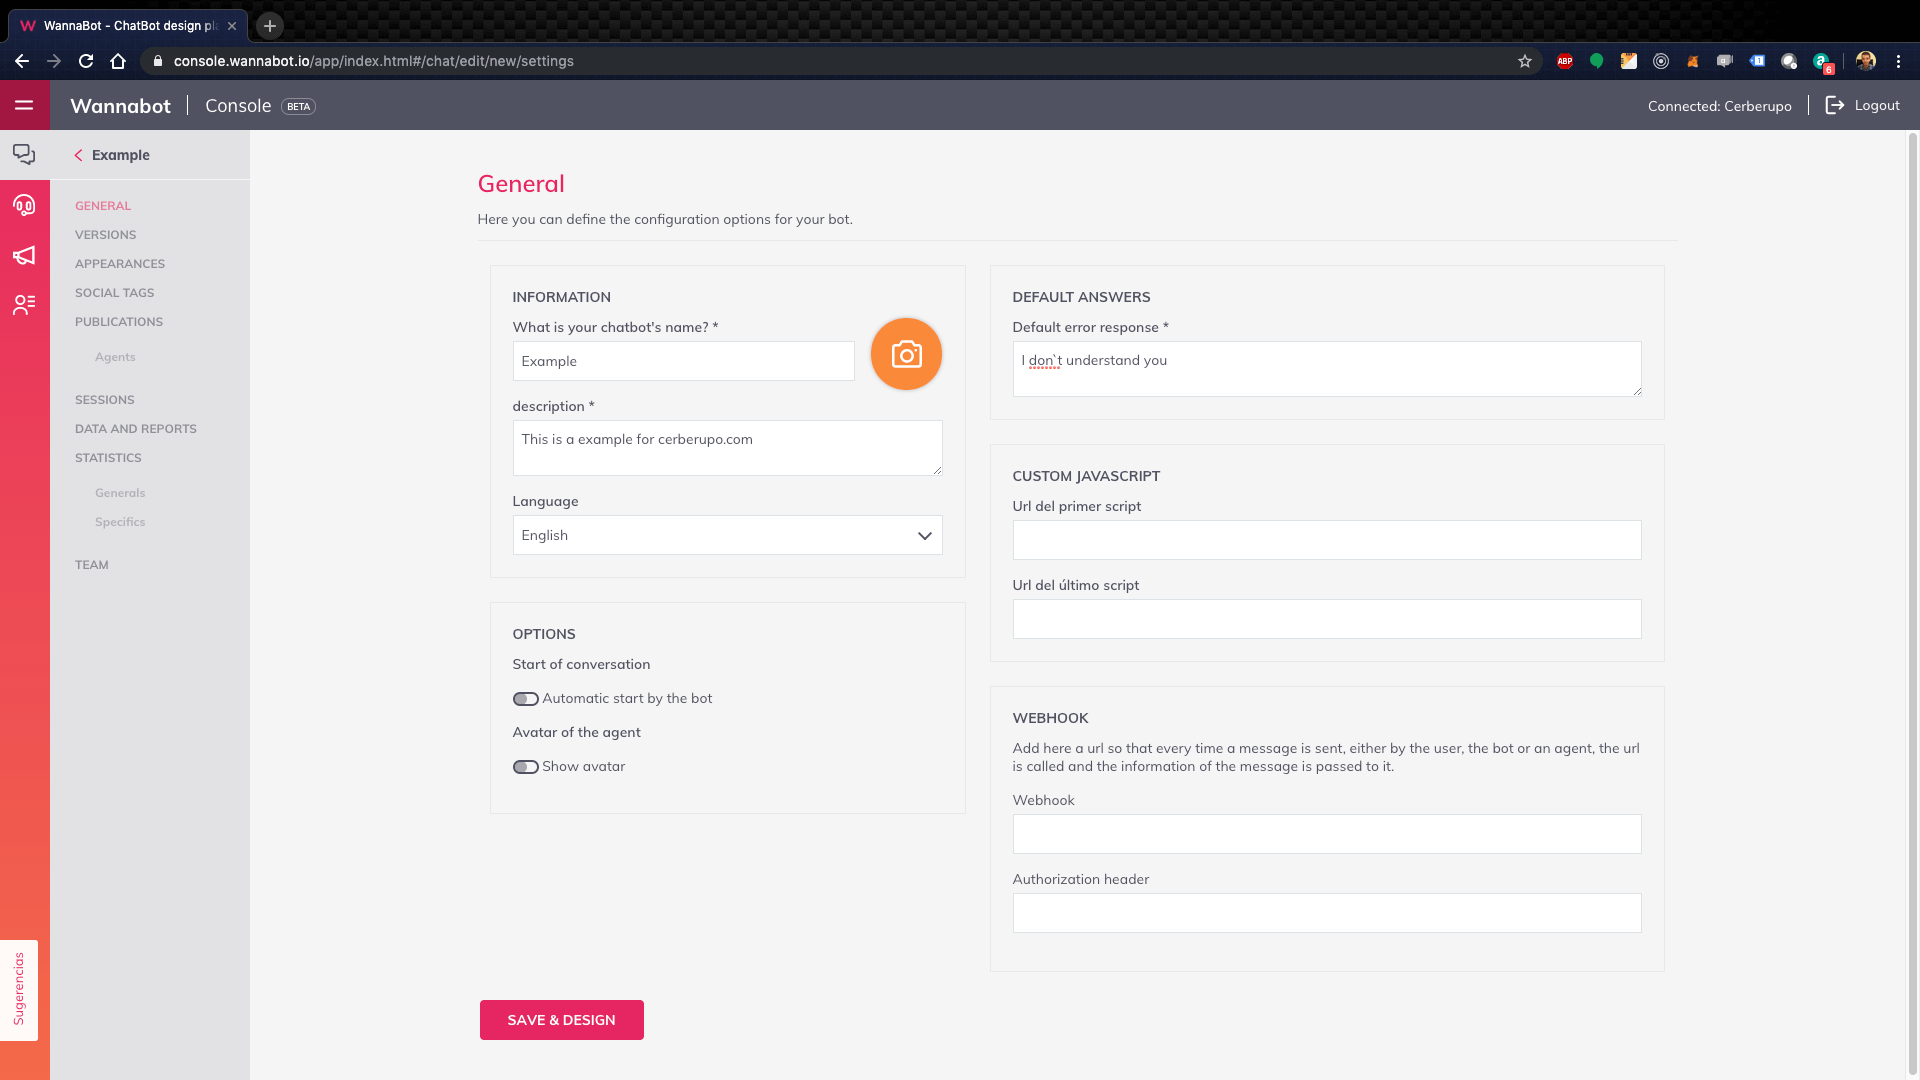 WannaBot - ChatBot design pl
console.wannabot.io/app/index.html#/chat/edit/new/settings
ABP
6
Wannabot
Console
BETA
Connected: Cerberupo
Logout
Example
GENERAL
VERSIONS
APPEARANCES
SOCIAL TAGS
PUBLICATIONS
Agents
SESSIONS
DATA AND REPORTS
STATISTICS
Generals
Specifics
TEAM
Sugerencias
General
Here you can define the configuration options for your bot.
INFORMATION
What is your chatbot's name? *
Example
description *
This is a example for cerberupo.com
Language
English
OPTIONS
Start of conversation
Automatic start by the bot
Avatar of the agent
Show avatar
DEFAULT ANSWERS
Default error response *
I don`t understand you
CUSTOM JAVASCRIPT
Url del primer script
Url del último script
WEBHOOK
Add here a url so that every time a message is sent, either by the user, the bot or an agent, the url
is called and the information of the message is passed to it.
Webhook
Authorization header
SAVE & DESIGN